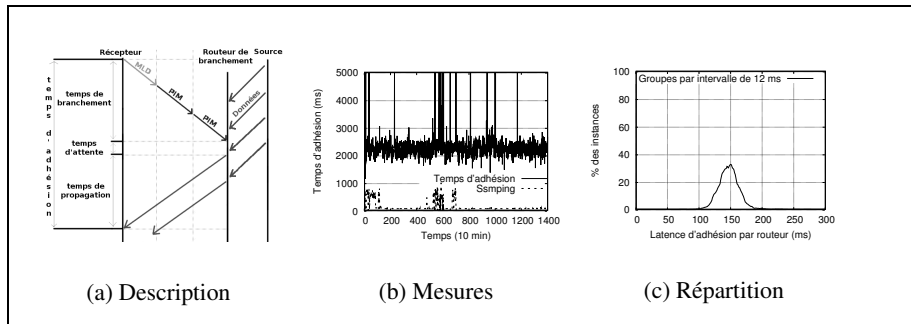 Récepteur
Routeur de branchement
Source
MLD
PIM
PIM
Données
temps d'adhésion
temps de branchement
temps d'attente
temps de propagation
(a) Description
Temps d'adhésion (ms)
5000
4000
3000
2000
1000
0
Temps d'adhésion
Ssmping
0 200 400 600 800 1000 1200 1400
Temps (10 min)
(b) Mesures
% des instances
100
80
60
40
20
0
Groupes par intervalle de 12 ms
0 50 100 150 200 250 300
Latence d'adhésion par routeur (ms)
(c) Répartition